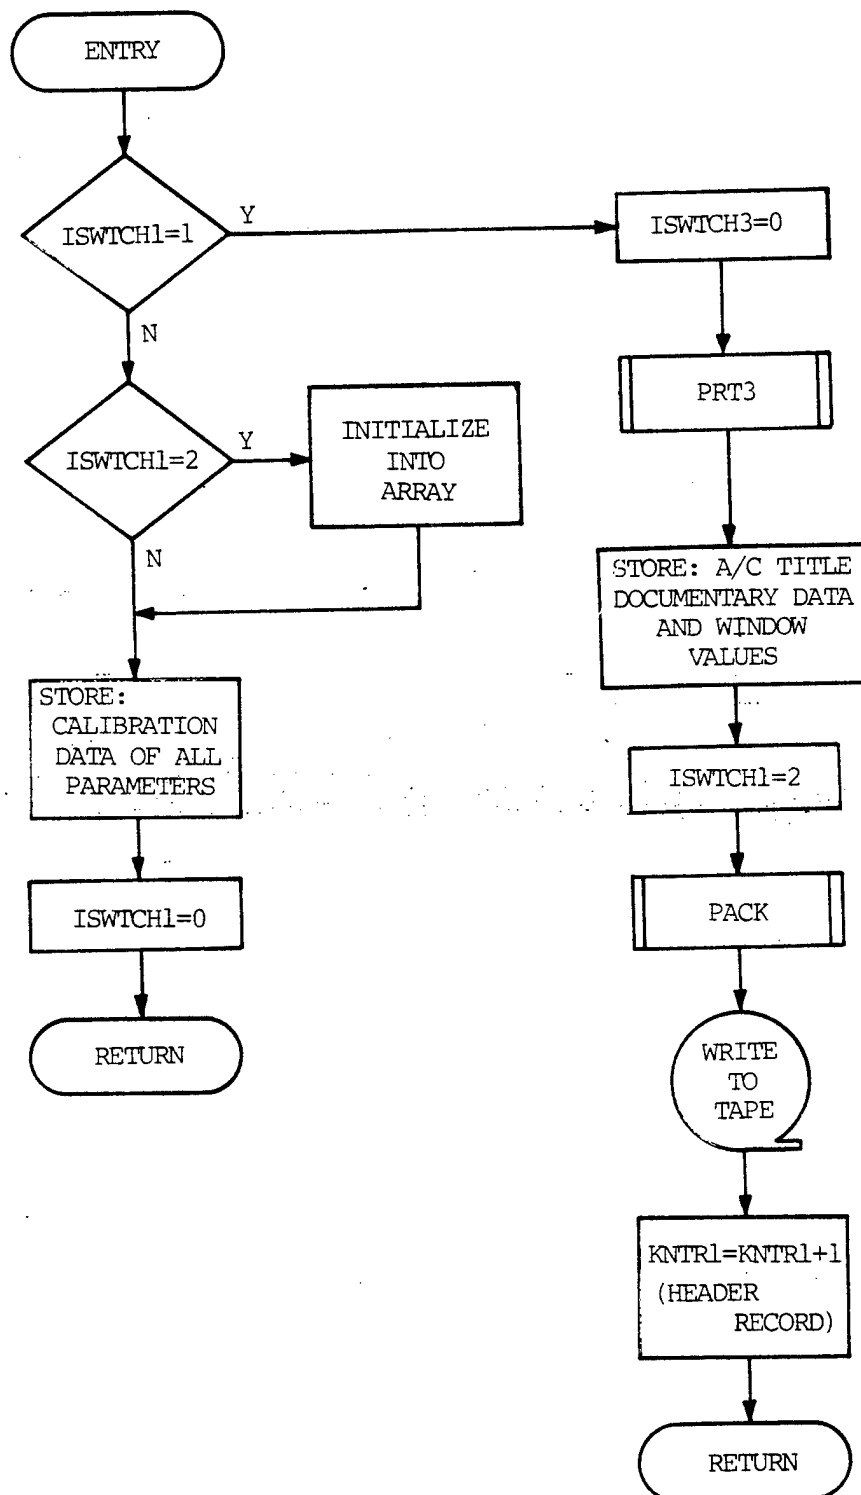 ENTRY
ISWTCH1=1
Y
N
ISWTCH1=2
Y
N
INITIALIZE
INTO
ARRAY
STORE:
CALIBRATION
DATA OF ALL
PARAMETERS
ISWTCH1=0
RETURN
ISWTCH3=0
PRT3
STORE: A/C TITLE
DOCUMENTARY DATA
AND WINDOW
VALUES
ISWTCH1=2
PACK
WRITE
TO
TAPE
KNTR1=KNTR1+1
(HEADER
RECORD)
RETURN